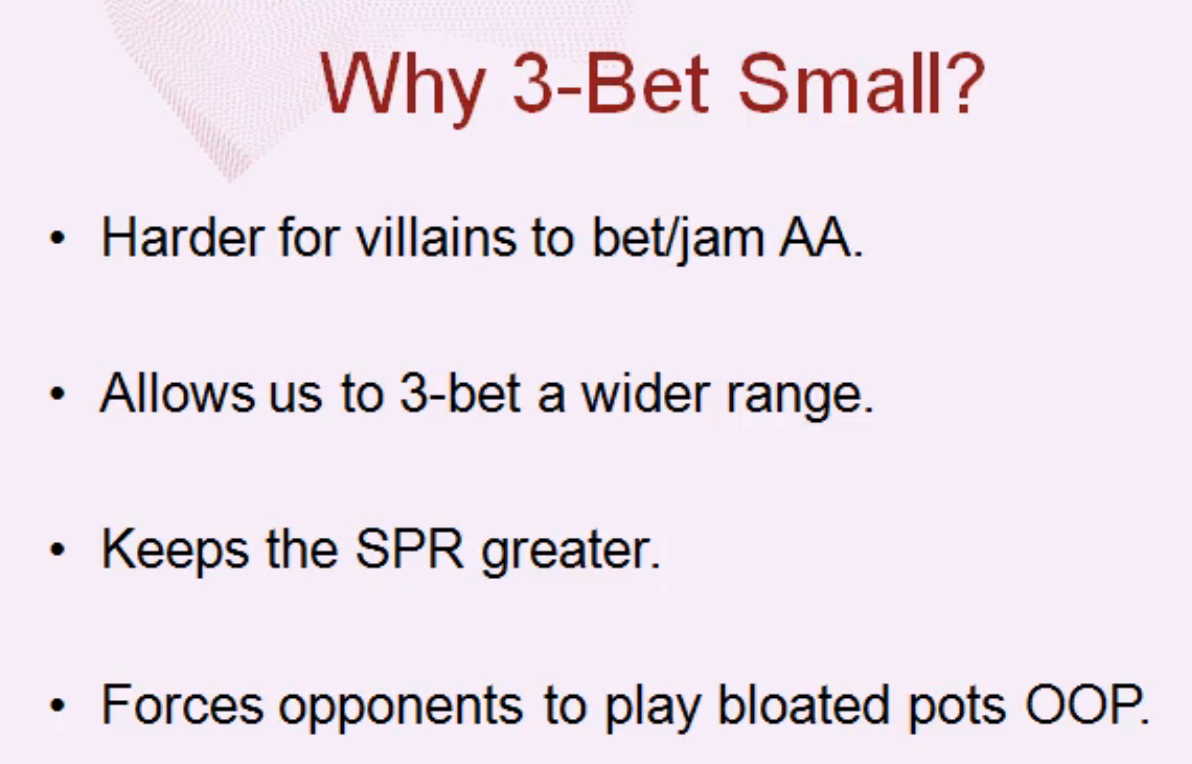 Why 3-Bet Small?
• Harder for villains to bet/jam AA.
• Allows us to 3-bet a wider range.
• Keeps the SPR greater.
• Forces opponents to play bloated pots OOP.